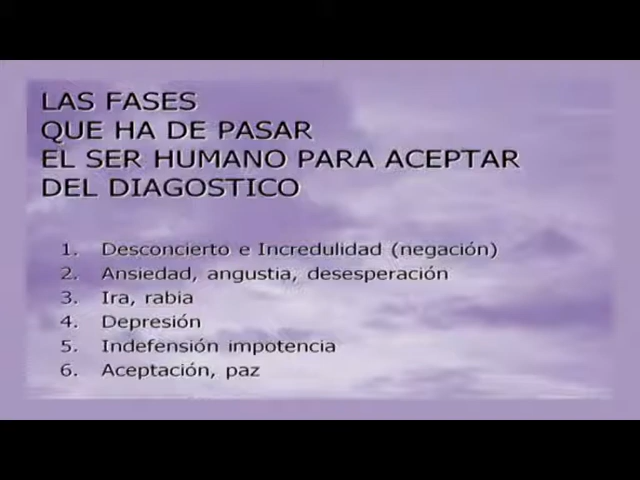 LAS FASES
QUE HA DE PASAR
EL SER HUMANO PARA ACEPTAR
DEL DIAGOSTICO
1. Desconcierto e Incredulidad (negación)
2. Ansiedad, angustia, desesperación
3. Ira, rabia
4. Depresión
5. Indefensión impotencia
6. Aceptación, paz